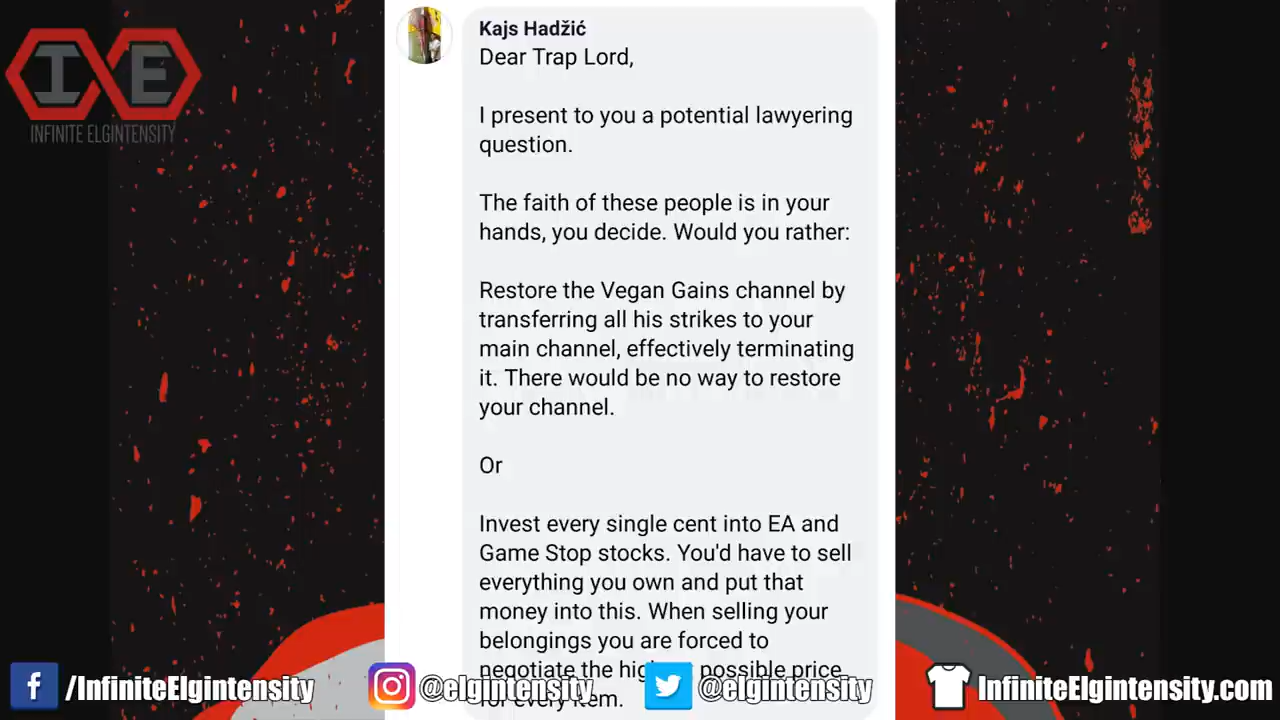 IE
INFINITE ELGINTENSITY
Kajs Hadžić
Dear Trap Lord,
I present to you a potential lawyering
question.
The faith of these people is in your
hands, you decide. Would you rather:
Restore the Vegan Gains channel by
transferring all his strikes to your
main channel, effectively terminating
it. There would be no way to restore
your channel.
Or
Invest every single cent into EA and
Game Stop stocks. You'd have to sell
everything you own and put that
money into this. When selling your
belongings you are forced to
negotiate the possible price
for every item.
/InfiniteElgintensity
@elgintensity
@elgintensity
InfiniteElgintensity.com